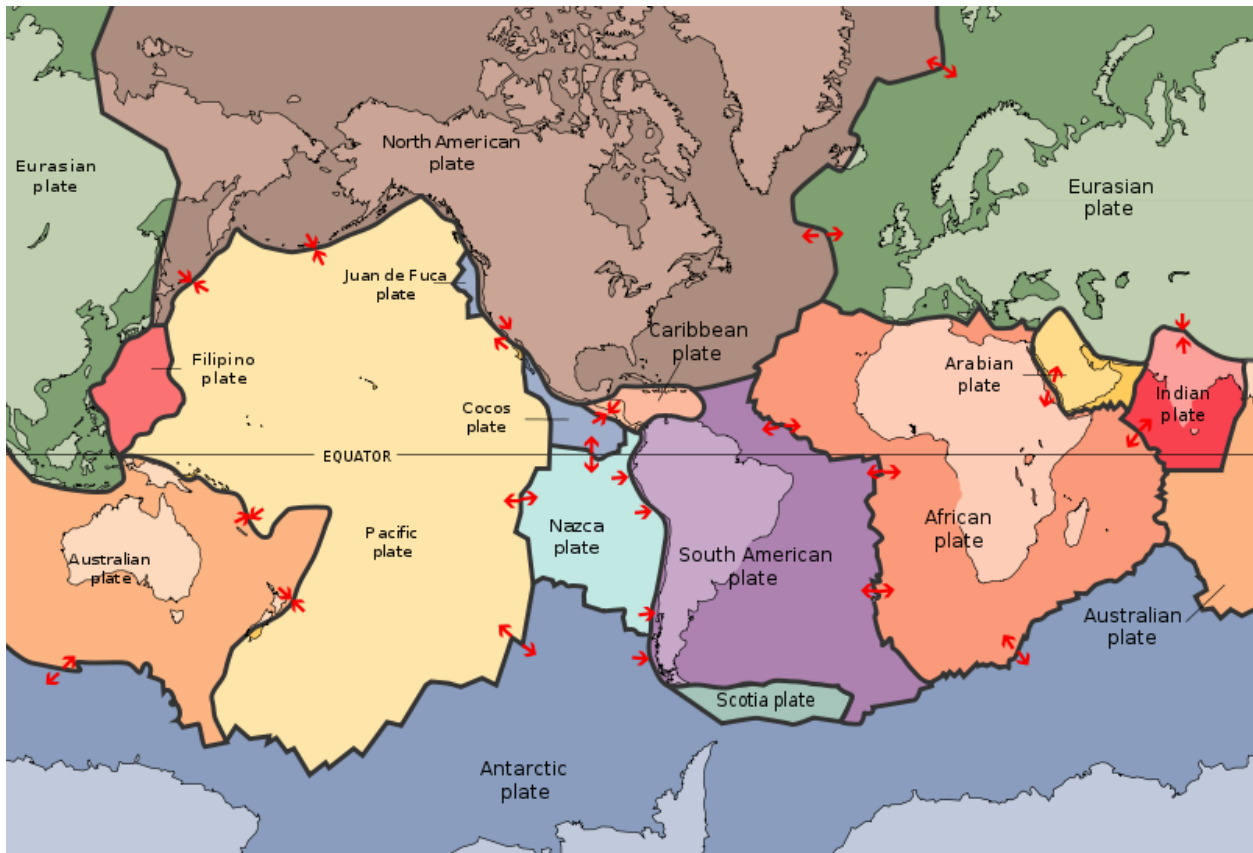 North American
plate
Eurasian
plate
Eurasian
plate
Juan de Fuca
plate
Caribbean
plate
Filipino
plate
Arabian
plate
Cocos
plate
Indian
plate
EQUATOR
Pacific
plate
Nazca
plate
African
plate
South American
plate
Australian
plate
Australian
plate
Scotia plate
Antarctic
plate